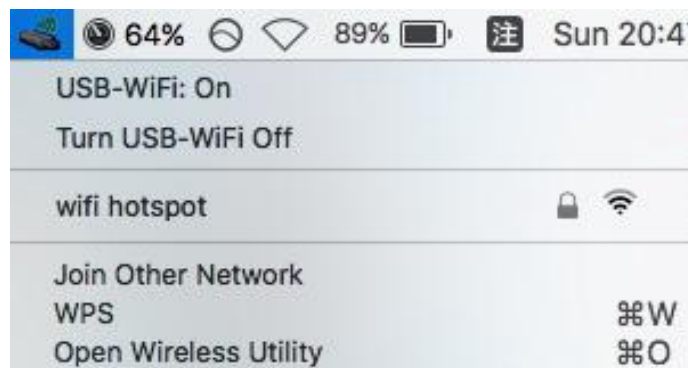 64% 89% 注 Sun 20:4
USB-WiFi: On
Turn USB-WiFi Off
wifi hotspot
Join Other Network
WPS ⌘W
Open Wireless Utility ⌘O